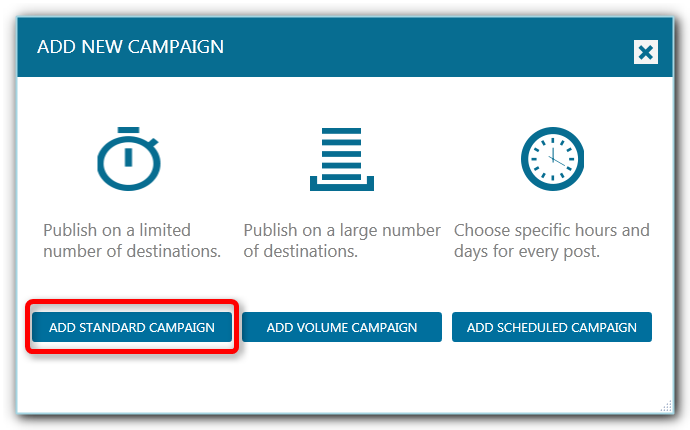 ADD NEW CAMPAIGN
Publish on a limited
number of destinations.
Publish on a large number
of destinations.
Choose specific hours and
days for every post.
ADD STANDARD CAMPAIGN
ADD VOLUME CAMPAIGN
ADD SCHEDULED CAMPAIGN